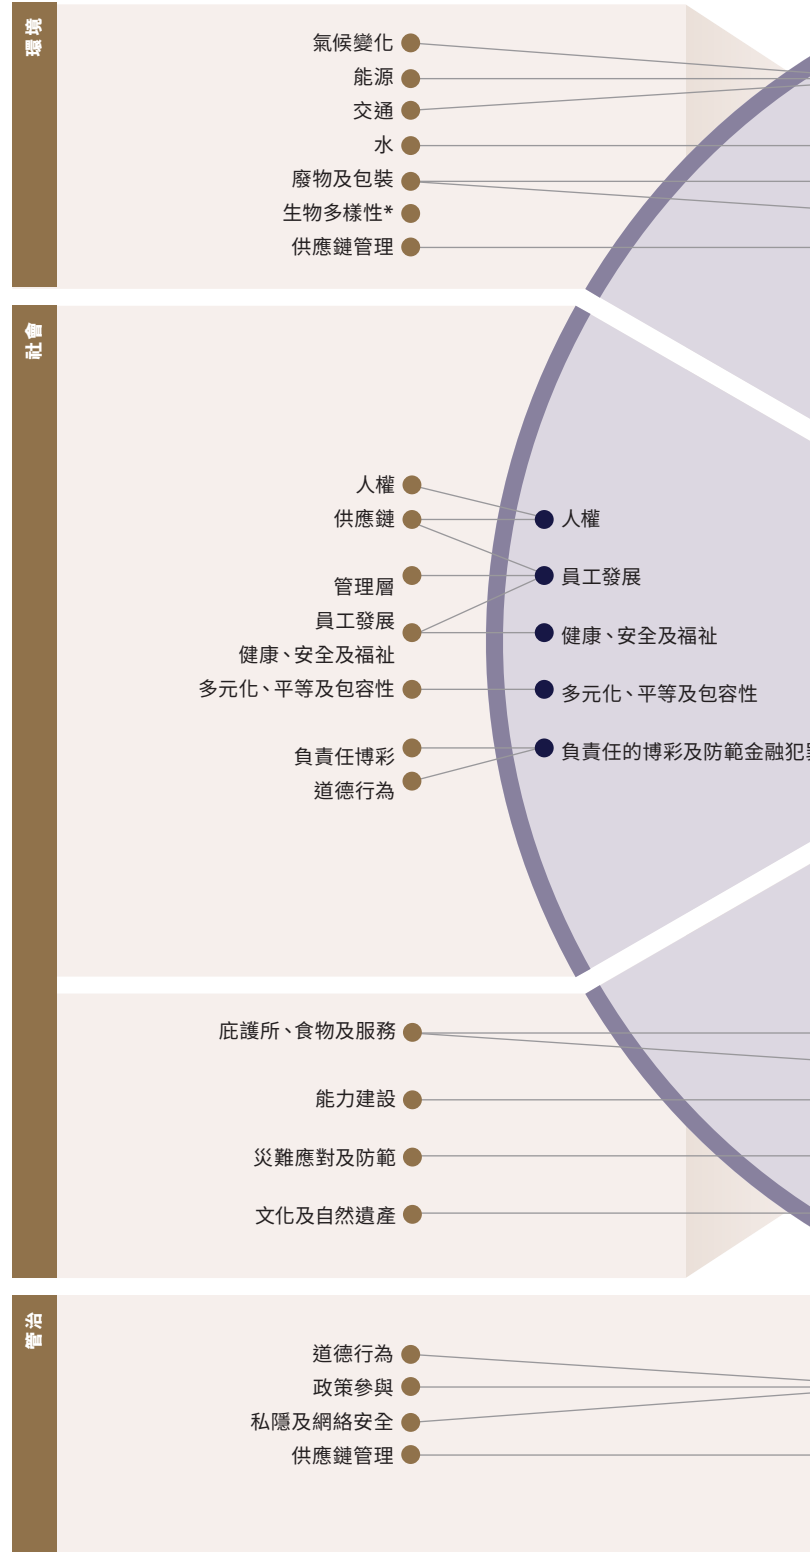 環境
氣候變化
能源
交通
水
廢物及包裝
生物多樣性*
供應鏈管理
社會
人權
供應鏈
管理層
員工發展
健康、安全及福祉
多元化、平等及包容性
負責任博彩
道德行為
人權
員工發展
健康、安全及福祉
多元化、平等及包容性
負責任的博彩及防範金融犯
庇護所、食物及服務
能力建設
災難應對及防範
文化及自然遺產
管治
道德行為
政策參與
私隱及網絡安全
供應鏈管理